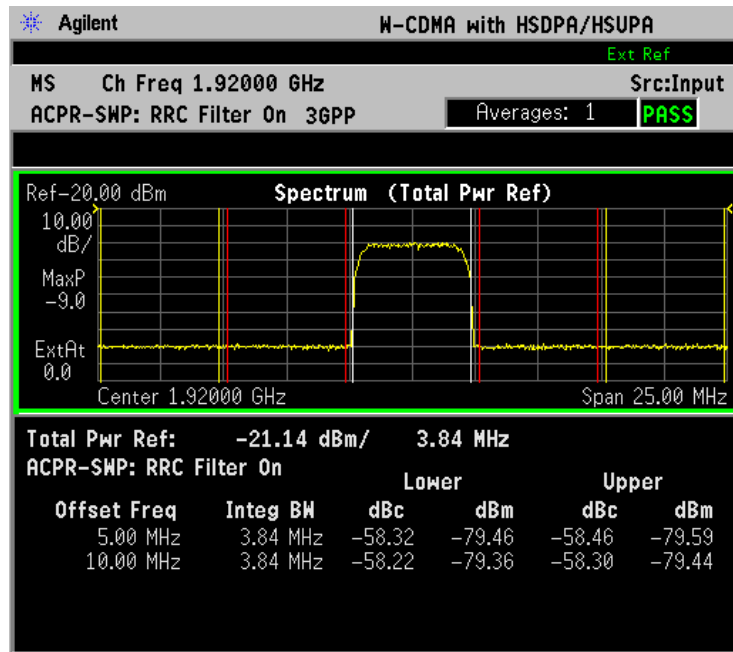 Agilent W-CDMA with HSDPA/HSUPA
Ext Ref
MS Ch Freq 1.92000 GHz Src:Input
ACPR-SWP: RRC Filter On 3GPP Averages: 1 PASS
Ref-20.00 dBm Spectrum (Total Pwr Ref)
10.00
dB/
MaxP
-9.0
ExtAt
0.0
Center 1.92000 GHz Span 25.00 MHz
Total Pwr Ref: -21.14 dBm/ 3.84 MHz
ACPR-SWP: RRC Filter On
Lower Upper
Offset Freq Integ BW dBc dBm dBc dBm
5.00 MHz 3.84 MHz -58.32 -79.46 -58.46 -79.59
10.00 MHz 3.84 MHz -58.22 -79.36 -58.30 -79.44